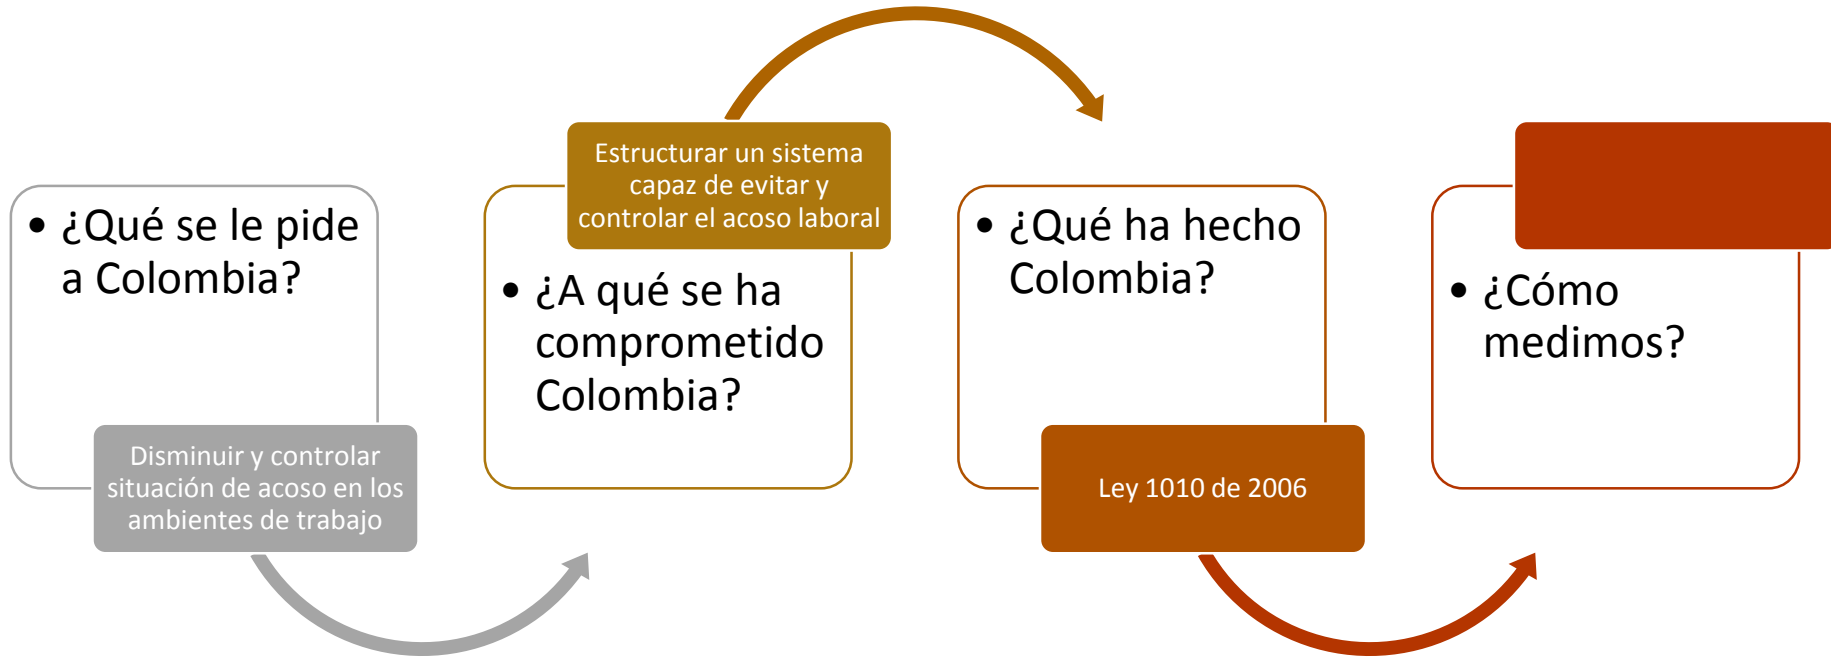 • ¿Qué se le pide
a Colombia?
Disminuir y controlar
situación de acoso en los
ambientes de trabajo
Estructurar un sistema
capaz de evitar y
controlar el acoso laboral
• ¿A qué se ha
comprometido
Colombia?
• ¿Qué ha hecho
Colombia?
Ley 1010 de 2006
• ¿Cómo
medimos?